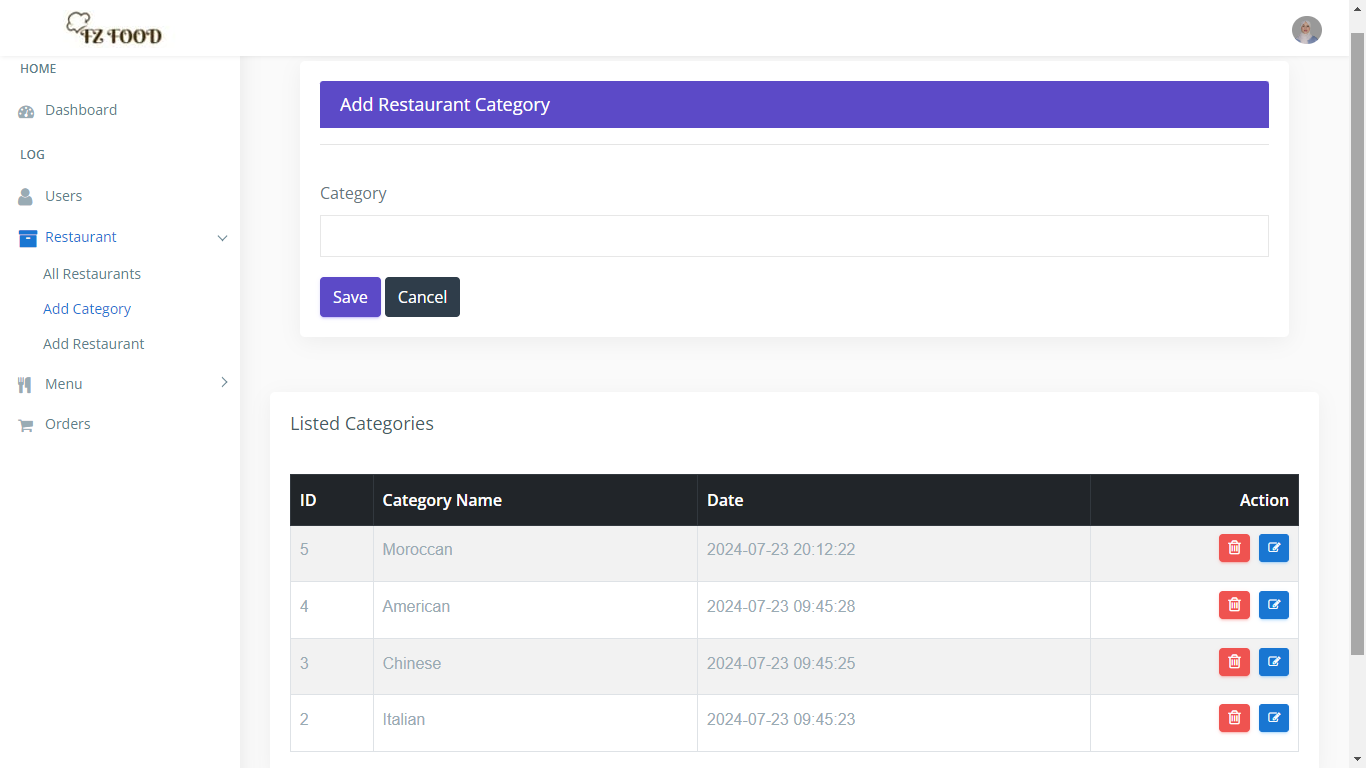 FZ FOOD
HOME
Dashboard
LOG
Users
Restaurant
All Restaurants
Add Category
Add Restaurant
Menu
Orders
Add Restaurant Category
Category
Save Cancel
Listed Categories
ID Category Name Date Action
5 Moroccan 2024-07-23 20:12:22
4 American 2024-07-23 09:45:28
3 Chinese 2024-07-23 09:45:25
2 Italian 2024-07-23 09:45:23